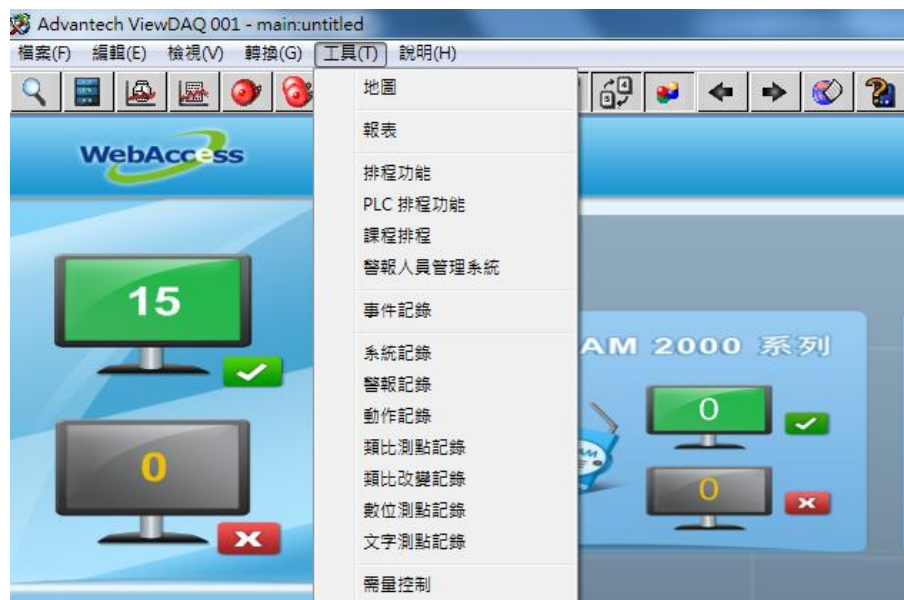 Advantech ViewDAQ 001 - main:untitled
檔案(F) 編輯(E) 檢視(V) 轉換(G) 工具(T) 說明(H)
地圖
報表
排程功能
PLC 排程功能
課程排程
警報人員管理系統
事件記錄
系統記錄
警報記錄
動作記錄
類比測點記錄
類比改變記錄
數位測點記錄
文字測點記錄
需量控制
WebAccess
15
0
AM 2000 系列
0
0